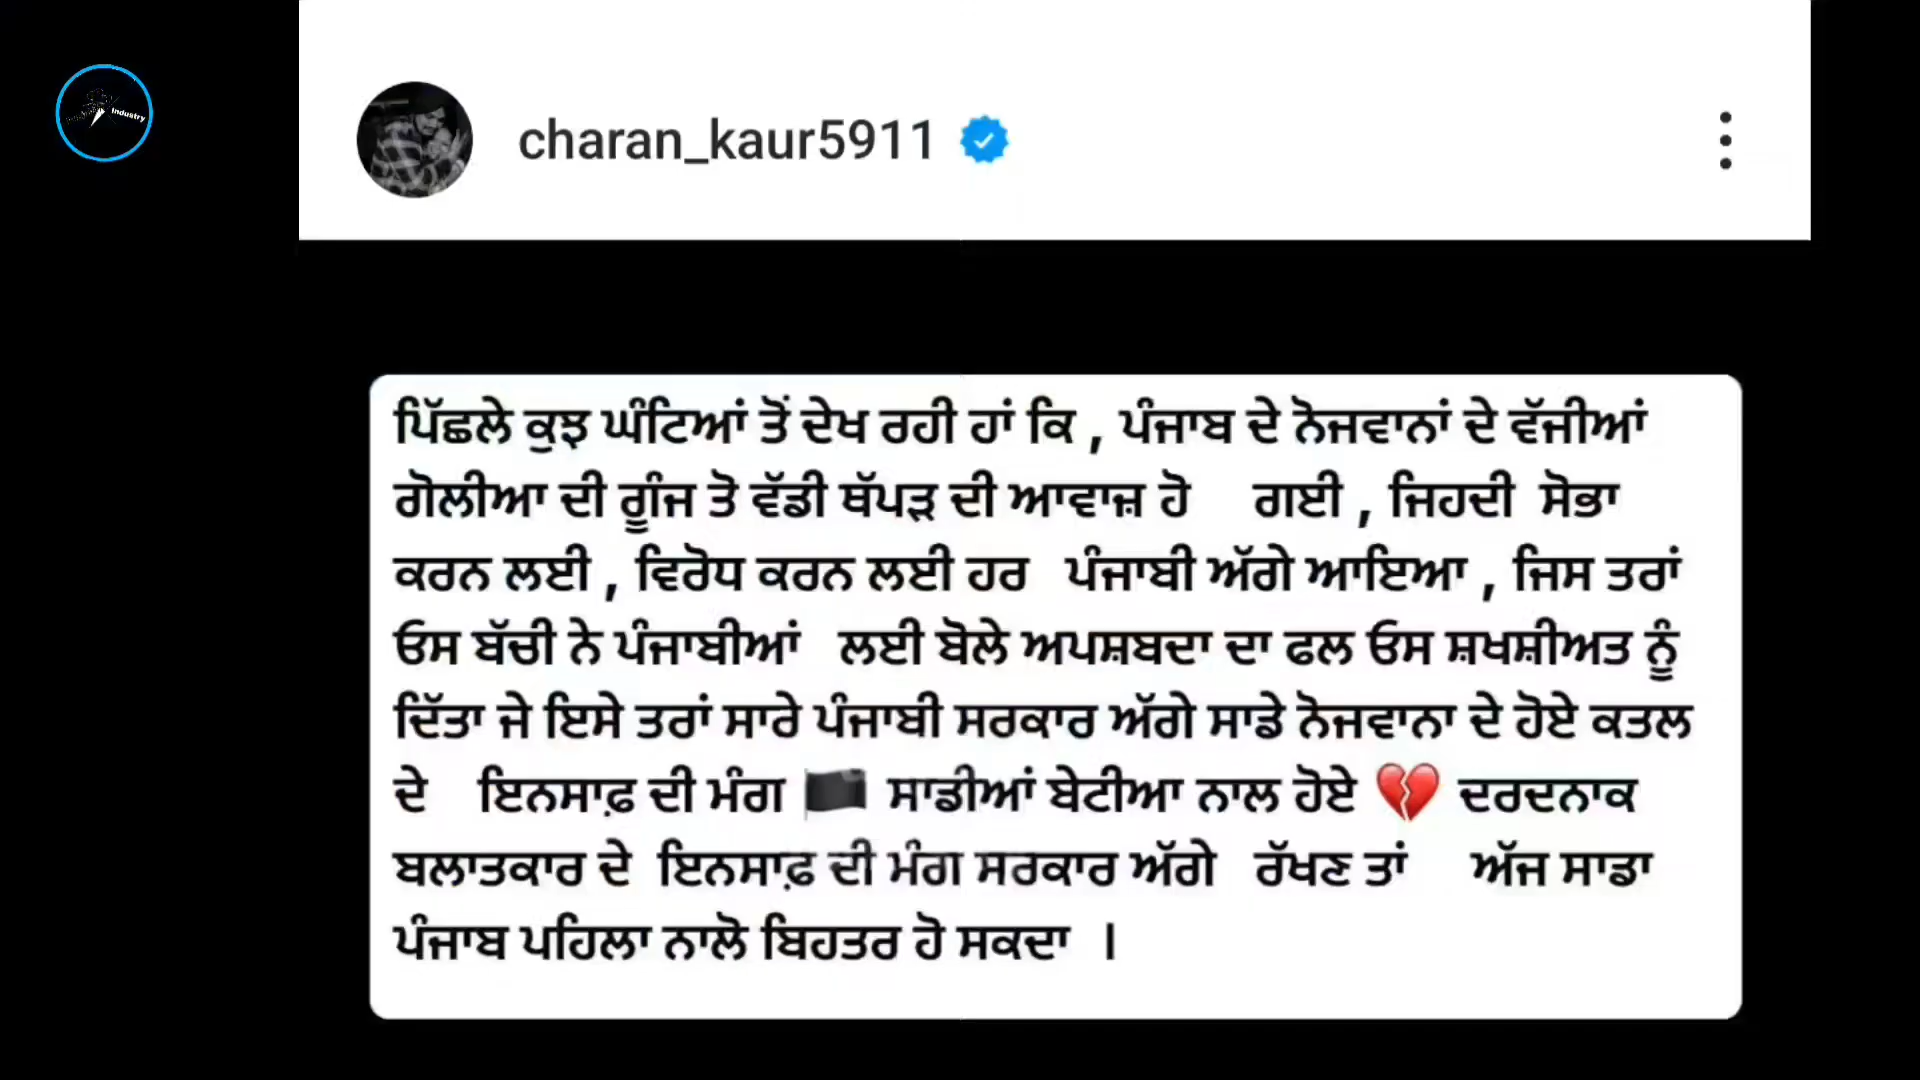 Industry
charan_kaur5911
ਪਿੱਛਲੇ ਕੁਝ ਘੰਟਿਆਂ ਤੋਂ ਦੇਖ ਰਹੀ ਹਾਂ ਕਿ , ਪੰਜਾਬ ਦੇ ਨੋਜਵਾਨਾਂ ਦੇ ਵੱਜੀਆਂ
ਗੋਲੀਆ ਦੀ ਗੂੰਜ ਤੋ ਵੱਡੀ ਥੱਪੜ ਦੀ ਆਵਾਜ਼ ਹੋ ਗਈ , ਜਿਹਦੀ ਸੋਭਾ
ਕਰਨ ਲਈ , ਵਿਰੋਧ ਕਰਨ ਲਈ ਹਰ ਪੰਜਾਬੀ ਅੱਗੇ ਆਇਆ , ਜਿਸ ਤਰਾਂ
ਓਸ ਬੱਚੀ ਨੇ ਪੰਜਾਬੀਆਂ ਲਈ ਬੋਲੇ ਅਪਸ਼ਬਦਾ ਦਾ ਫਲ ਓਸ ਸ਼ਖਸ਼ੀਅਤ ਨੂੰ
ਦਿੱਤਾ ਜੇ ਇਸੇ ਤਰਾਂ ਸਾਰੇ ਪੰਜਾਬੀ ਸਰਕਾਰ ਅੱਗੇ ਸਾਡੇ ਨੋਜਵਾਨਾ ਦੇ ਹੋਏ ਕਤਲ
ਦੇ ਇਨਸਾਫ਼ ਦੀ ਮੰਗ 🏴 ਸਾਡੀਆਂ ਬੇਟੀਆ ਨਾਲ ਹੋਏ 💔 ਦਰਦਨਾਕ
ਬਲਾਤਕਾਰ ਦੇ ਇਨਸਾਫ਼ ਦੀ ਮੰਗ ਸਰਕਾਰ ਅੱਗੇ ਰੱਖਣ ਤਾਂ ਅੱਜ ਸਾਡਾ
ਪੰਜਾਬ ਪਹਿਲਾ ਨਾਲੋ ਬਿਹਤਰ ਹੋ ਸਕਦਾ ।